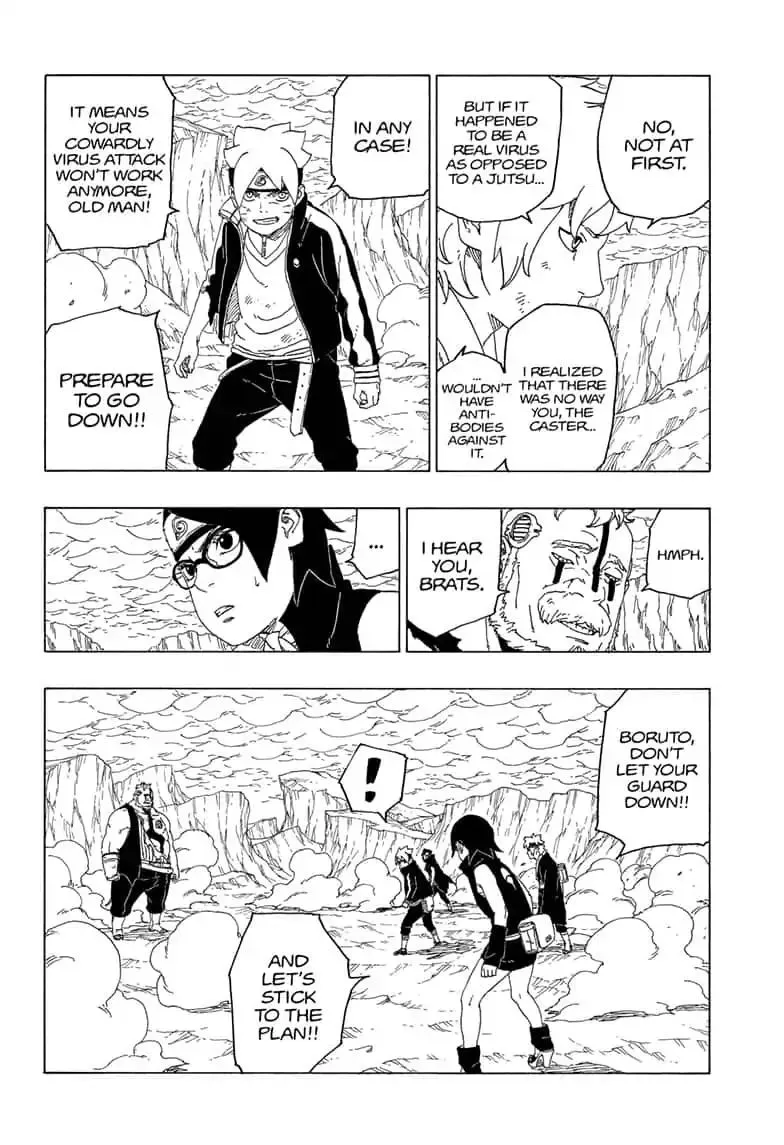 NO,
NOT AT
FIRST.
BUT IF IT
HAPPENED
TO BE A
REAL VIRUS
AS OPPOSED
TO A JUTSU...
I REALIZED
THAT THERE
WAS NO WAY
YOU, THE
CASTER...
...
WOULDN'T
HAVE
ANTI-
BODIES
AGAINST
IT.
IN ANY
CASE!
IT MEANS
YOUR
COWARDLY
VIRUS ATTACK
WON'T WORK
ANYMORE,
OLD MAN!
PREPARE
TO GO
DOWN!!
HMPH.
I HEAR
YOU,
BRATS.
...
BORUTO,
DON'T
LET YOUR
GUARD
DOWN!!
!
AND
LET'S
STICK
TO THE
PLAN!!